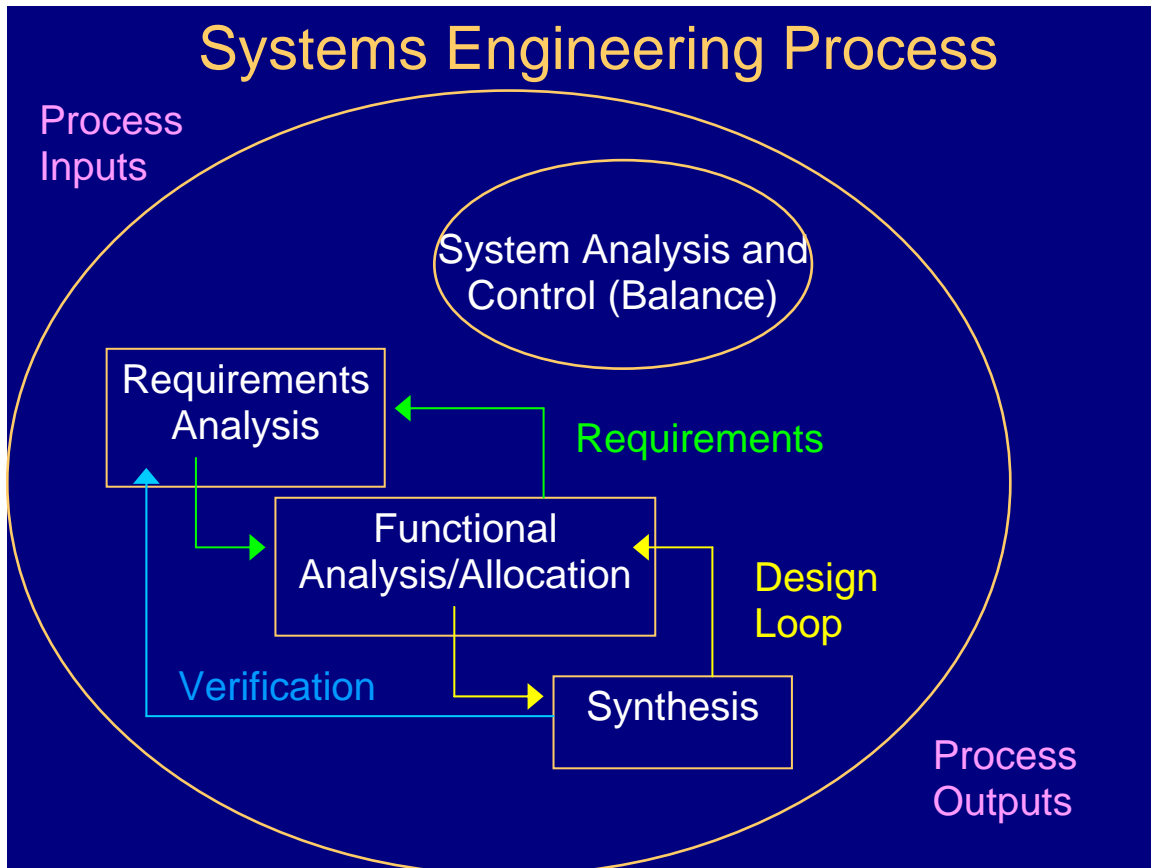 Systems Engineering Process
Process
Inputs
System Analysis and
Control (Balance)
Requirements
Analysis
Requirements
Functional
Analysis/Allocation
Design
Loop
Verification
Synthesis
Process
Outputs